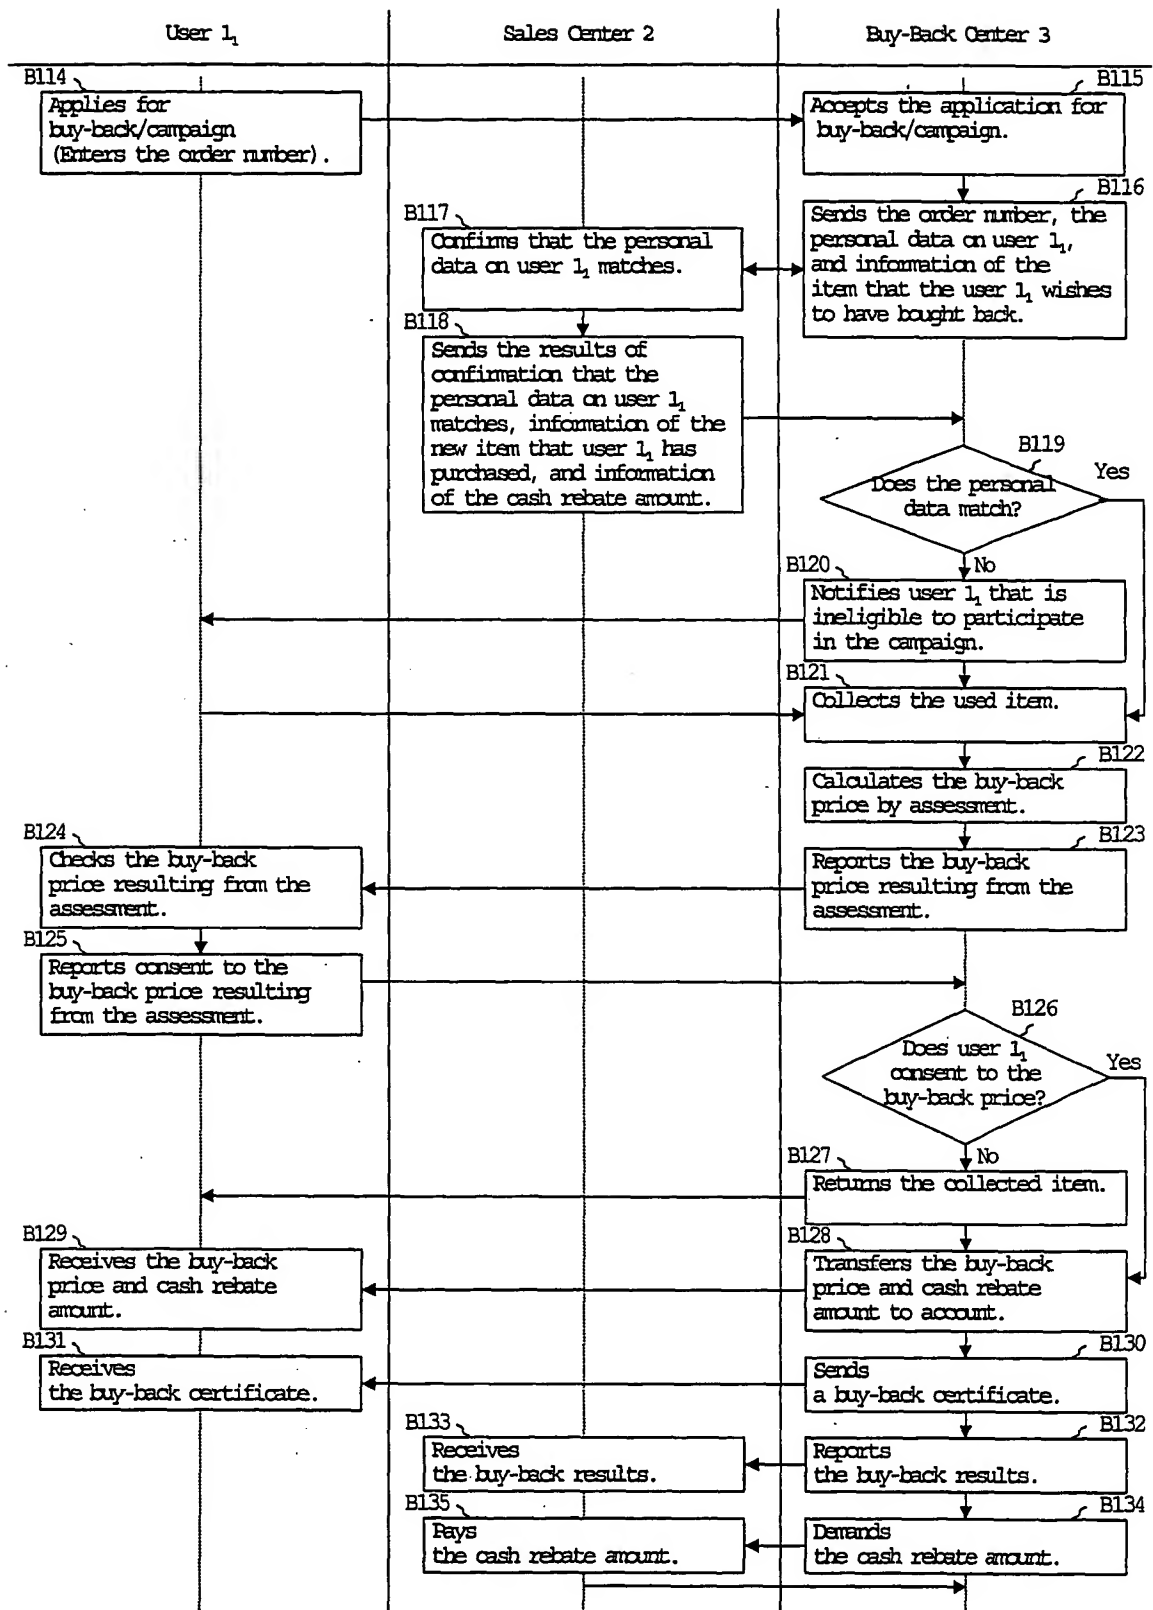 User 1₁
Sales Center 2
Buy-Back Center 3
B114
Applies for
buy-back/campaign
(Enters the order number).
B115
Accepts the application for
buy-back/campaign.
B116
Sends the order number, the
personal data on user 1₁,
and information of the
item that the user 1₁ wishes
to have bought back.
B117
Confirms that the personal
data on user 1₁ matches.
B118
Sends the results of
confirmation that the
personal data on user 1₁
matches, information of the
new item that user 1₁ has
purchased, and information
of the cash rebate amount.
B119
Does the personal
data match?
Yes
No
B120
Notifies user 1₁ that is
ineligible to participate
in the campaign.
B121
Collects the used item.
B122
Calculates the buy-back
price by assessment.
B123
Reports the buy-back
price resulting from the
assessment.
B124
Checks the buy-back
price resulting from the
assessment.
B125
Reports consent to the
buy-back price resulting
from the assessment.
B126
Does user 1₁
consent to the
buy-back price?
Yes
No
B127
Returns the collected item.
B128
Transfers the buy-back
price and cash rebate
amount to account.
B129
Receives the buy-back
price and cash rebate
amount.
B130
Sends
a buy-back certificate.
B131
Receives
the buy-back certificate.
B132
Reports
the buy-back results.
B133
Receives
the buy-back results.
B134
Demands
the cash rebate amount.
B135
Pays
the cash rebate amount.